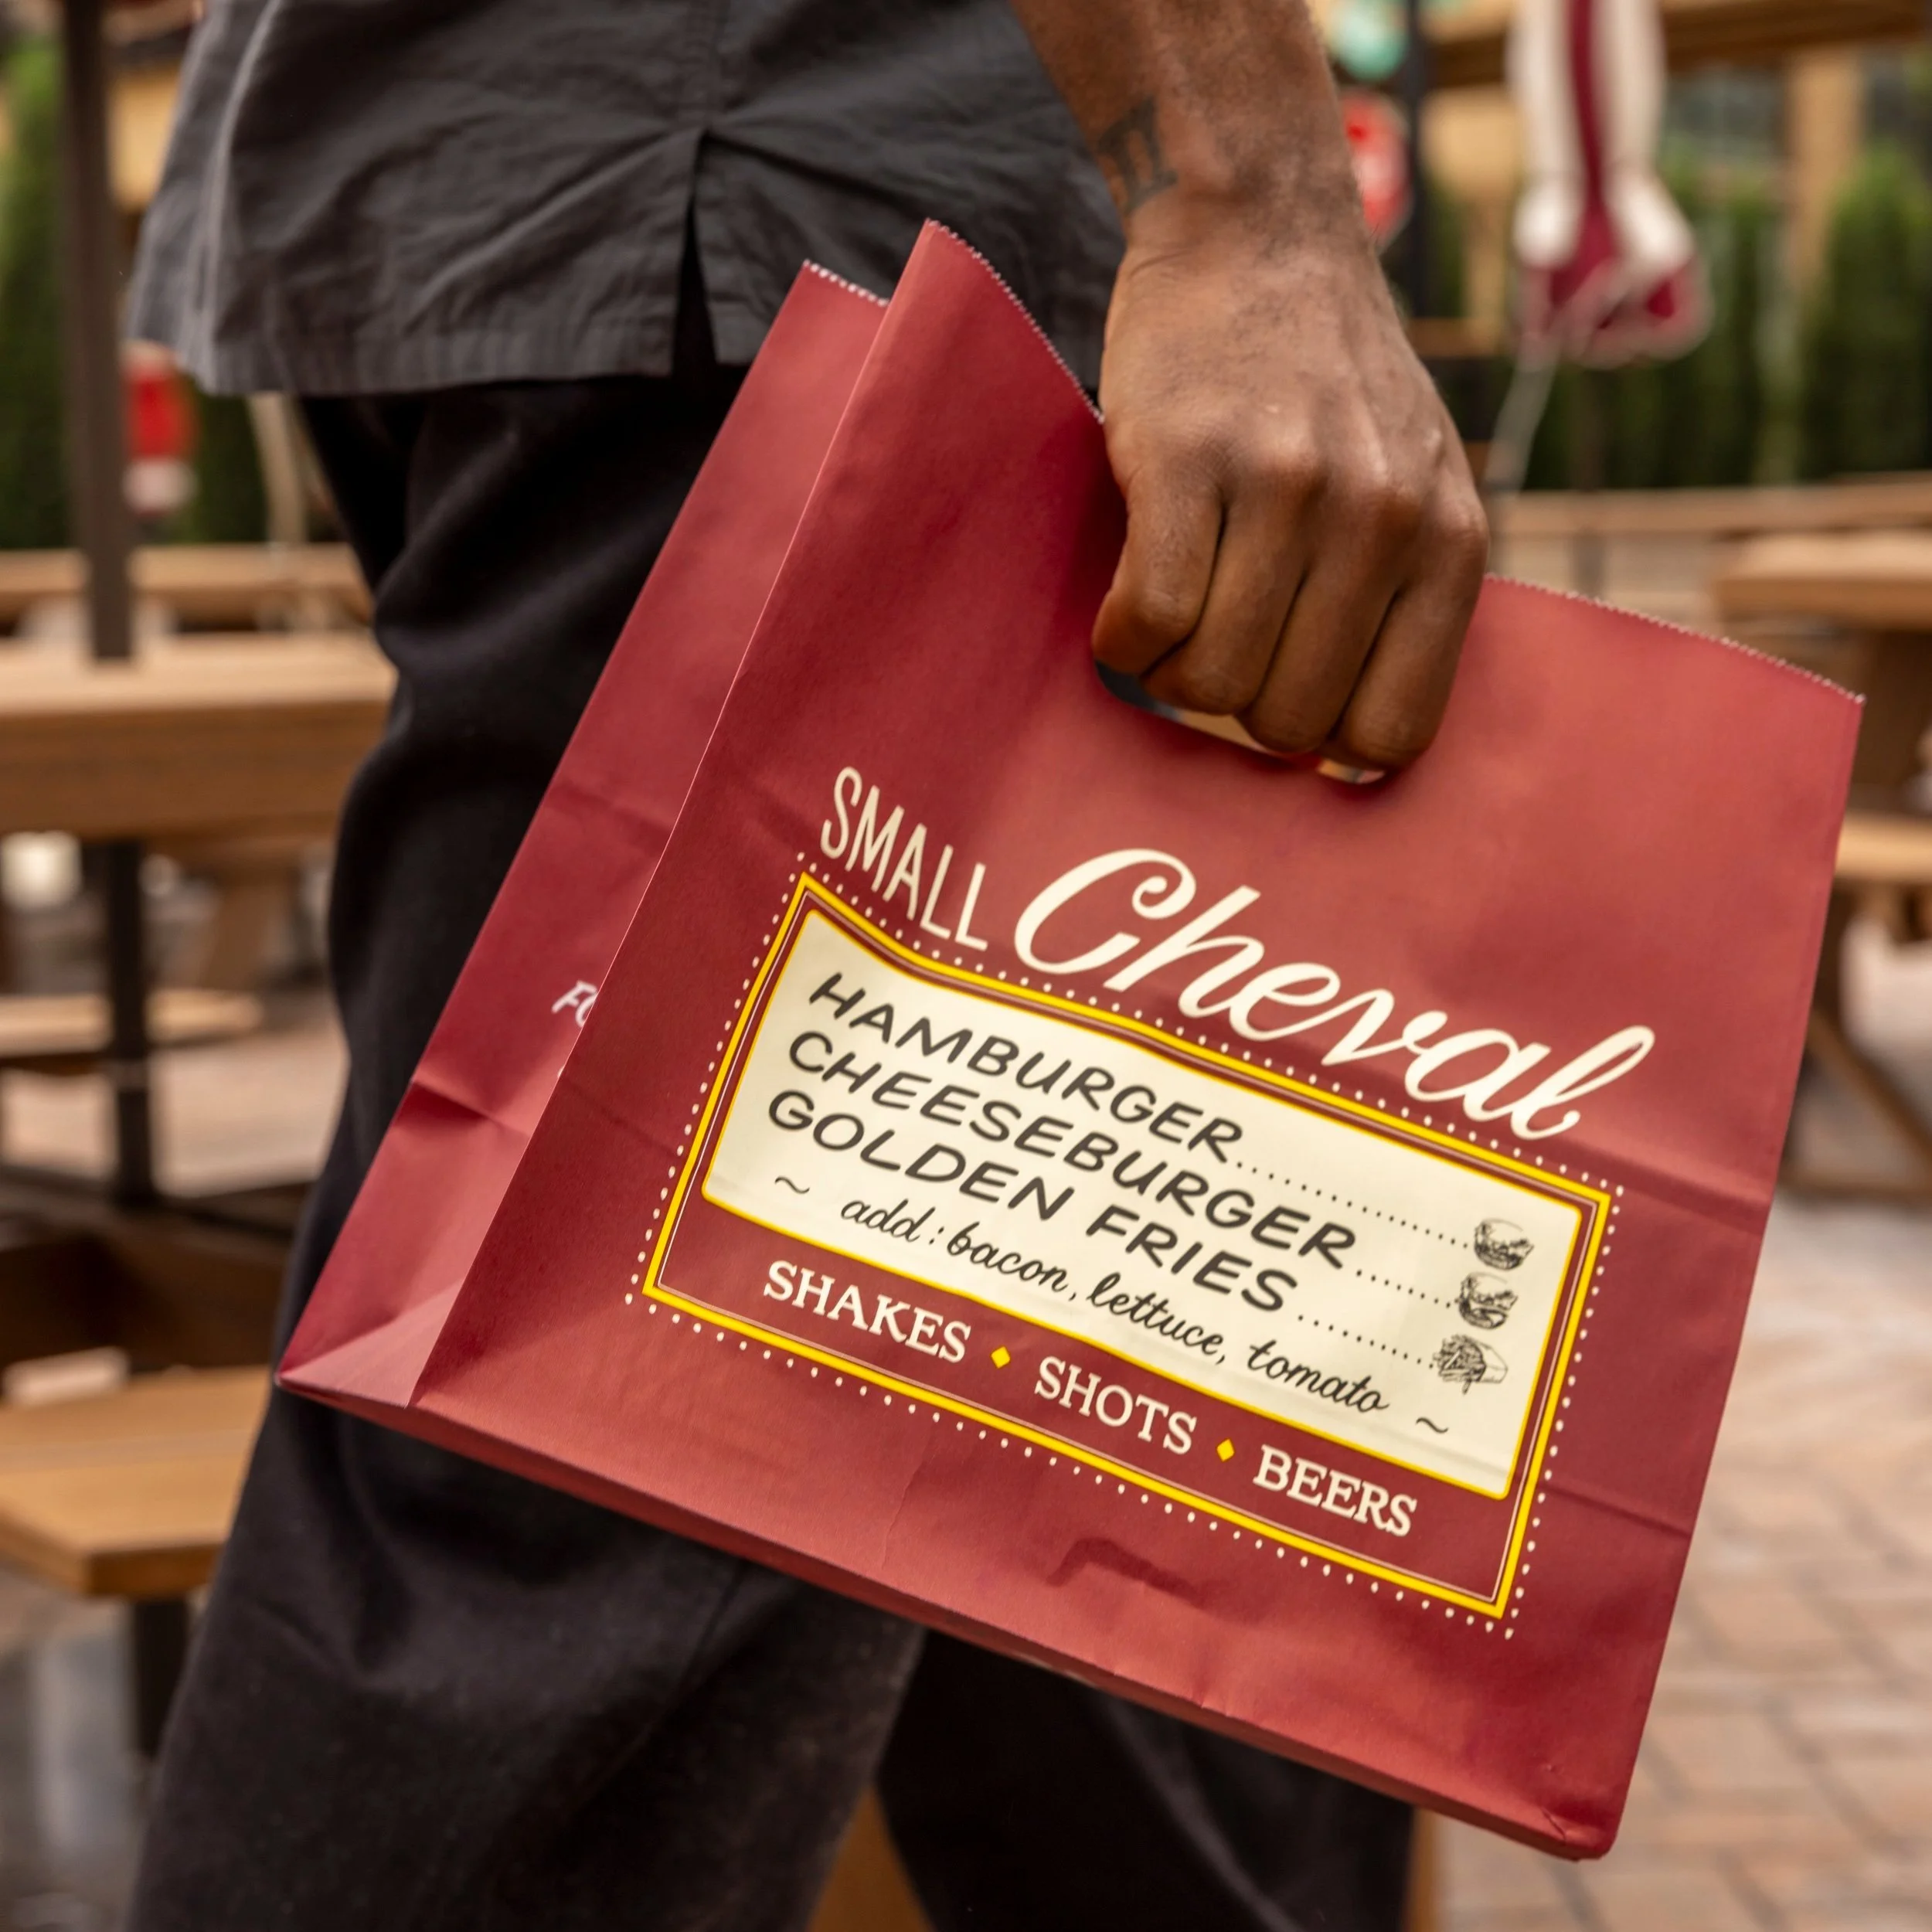 SMALL Cheval
HAMBURGER
CHEESEBURGER
GOLDEN FRIES
~ add: bacon, lettuce, tomato ~
SHAKES ♦ SHOTS ♦ BEERS